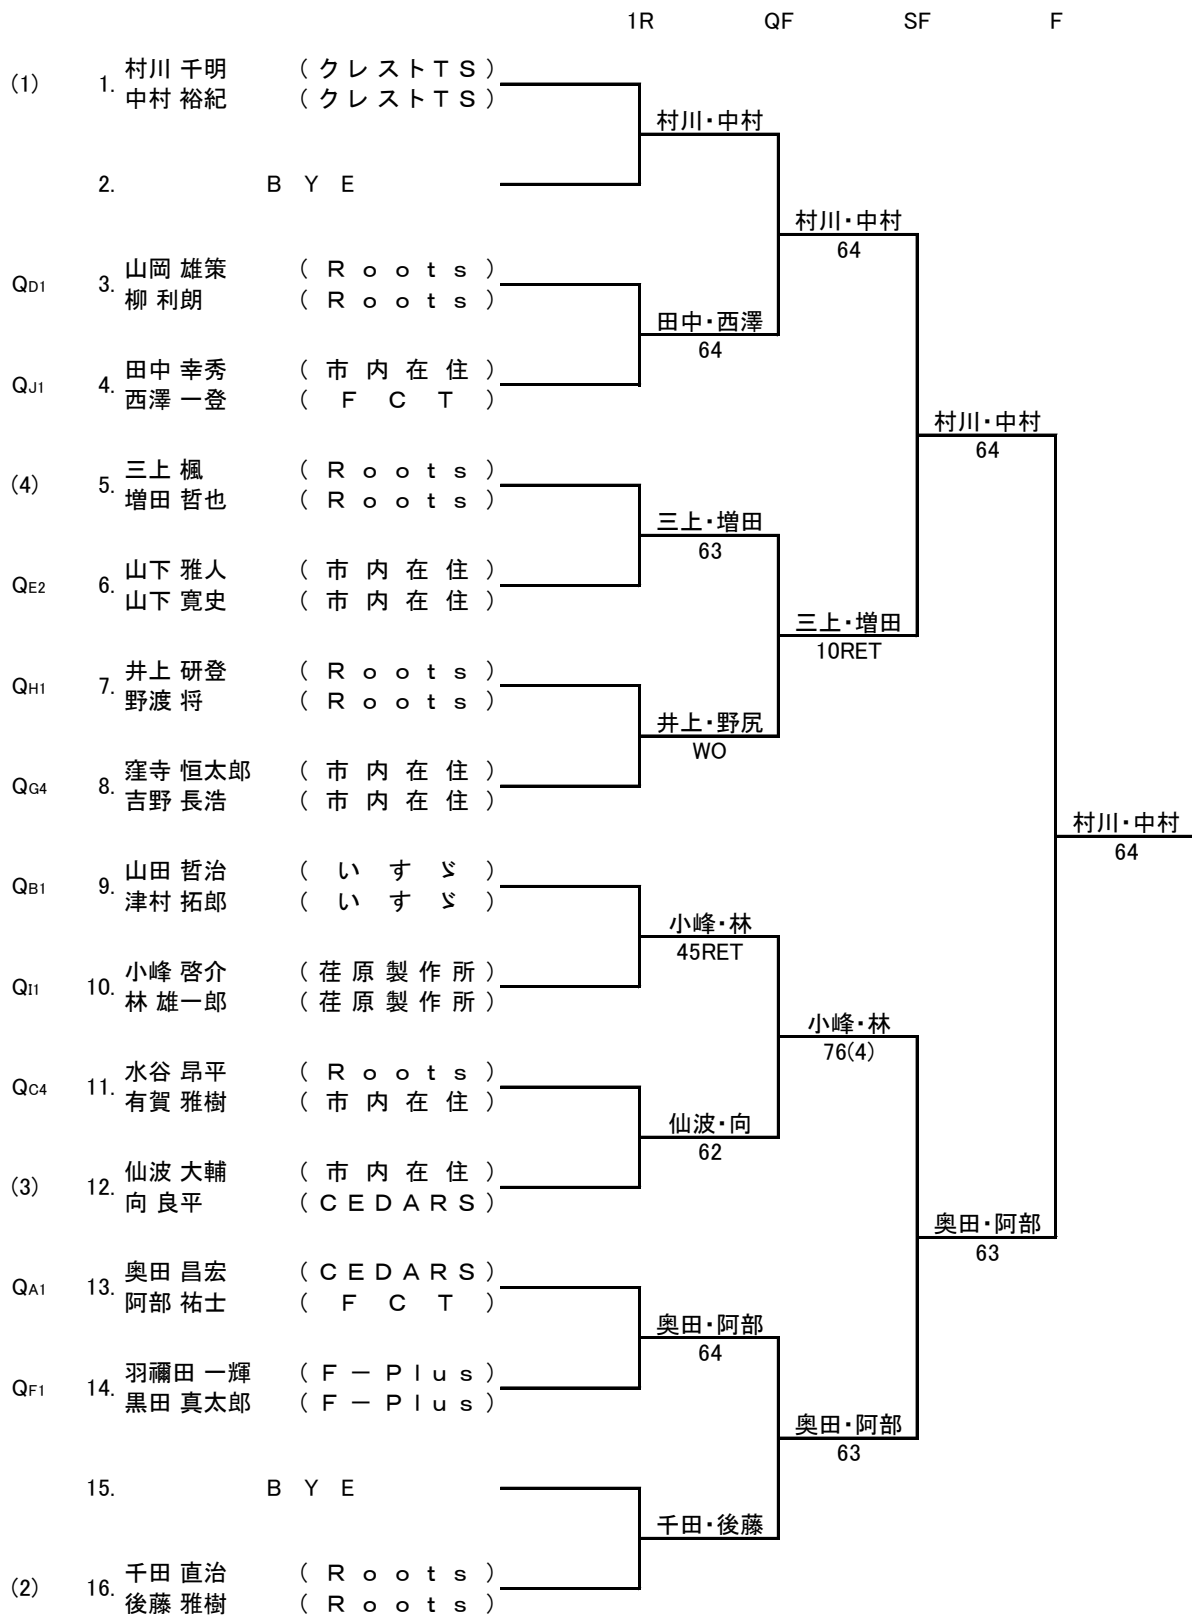 1R QF SF F
(1) 1. 村川 千明 (クレストTS)
中村 裕紀 (クレストTS)
村川・中村
2. BYE
村川・中村
64
QD1 3. 山岡 雄策 (Roots)
柳 利朗 (Roots)
田中・西澤
64
QJ1 4. 田中 幸秀 (市内在住)
西澤 一登 (FCT)
村川・中村
64
(4) 5. 三上 楓 (Roots)
増田 哲也 (Roots)
三上・増田
63
QE2 6. 山下 雅人 (市内在住)
山下 寛史 (市内在住)
三上・増田
10RET
QH1 7. 井上 研登 (Roots)
野渡 将 (Roots)
井上・野尻
WO
QG4 8. 窪寺 恒太郎 (市内在住)
吉野 長浩 (市内在住)
村川・中村
64
QB1 9. 山田 哲治 (いすゞ)
津村 拓郎 (いすゞ)
小峰・林
45RET
QI1 10. 小峰 啓介 (荏原製作所)
林 雄一郎 (荏原製作所)
小峰・林
76(4)
QC4 11. 水谷 昂平 (Roots)
有賀 雅樹 (市内在住)
仙波・向
62
(3) 12. 仙波 大輔 (市内在住)
向 良平 (CEDARS)
奥田・阿部
63
QA1 13. 奥田 昌宏 (CEDARS)
阿部 祐士 (FCT)
奥田・阿部
64
QF1 14. 羽禰田 一輝 (F－Plus)
黒田 真太郎 (F－Plus)
奥田・阿部
63
15. BYE
千田・後藤
(2) 16. 千田 直治 (Roots)
後藤 雅樹 (Roots)